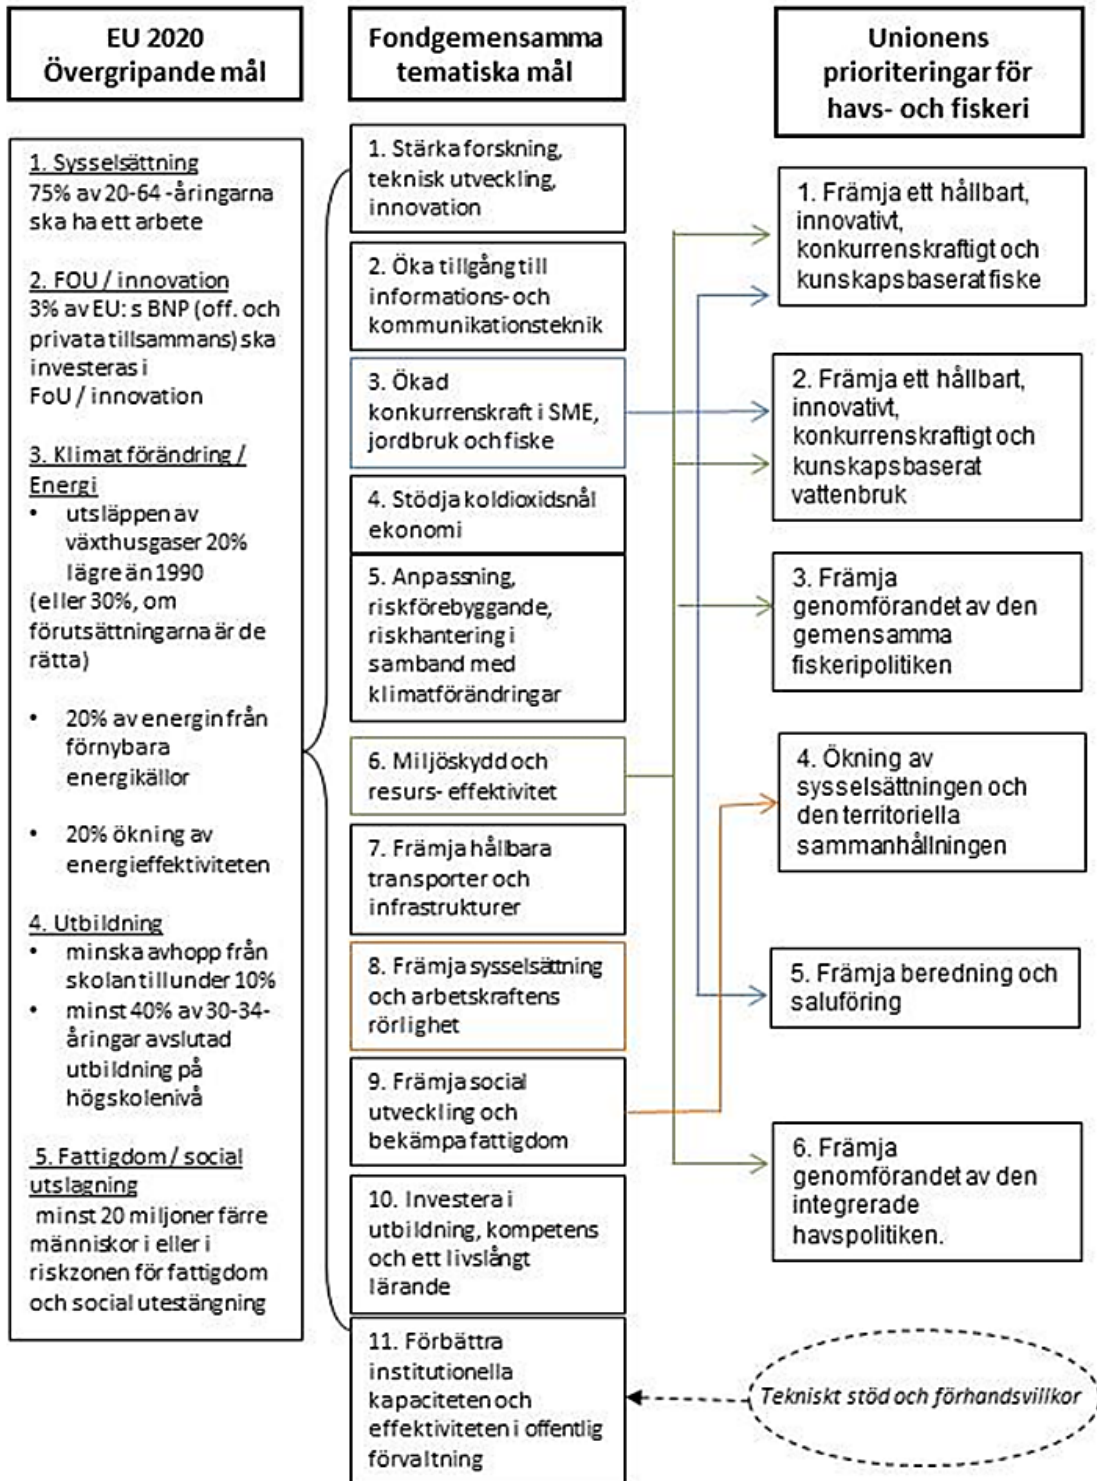 EU 2020
Övergripande mål
1. Sysselsättning
75% av 20-64 -åringarna
ska ha ett arbete
2. FOU / innovation
3% av EU: s BNP (off. och
privata tillsammans) ska
investeras i
FoU / innovation
3. Klimat förändring /
Energi
• utsläppen av
växthusgaser 20%
lägre än 1990
(eller 30%, om
förutsättningarna är de
rätta)
• 20% av energin från
förnybara
energikällor
• 20% ökning av
energieffektiviteten
4. Utbildning
• minska avhopp från
skolan till under 10%
• minst 40% av 30-34-
åringar avslutad
utbildning på
högskolenivå
5. Fattigdom / social
utslagning
minst 20 miljoner färre
människor i eller i
riskzonen för fattigdom
och social utestängning
Fondgemensamma
tematiska mål
1. Stärka forskning,
teknisk utveckling,
innovation
2. Öka tillgång till
informations- och
kommunikationsteknik
3. Ökad
konkurrenskraft i SME,
jordbruk och fiske
4. Stödja koldioxidsnål
ekonomi
5. Anpassning,
riskförebyggande,
riskhantering i
samband med
klimatförändringar
6. Miljöskydd och
resurs- effektivitet
7. Främja hållbara
transporter och
infrastrukturer
8. Främja sysselsättning
och arbetskraftens
rörlighet
9. Främja social
utveckling och
bekämpa fattigdom
10. Investera i
utbildning, kompetens
och ett livslångt
lärande
11. Förbättra
institutionella
kapaciteten och
effektiviteten i offentlig
förvaltning
Unionens
prioriteringar för
havs- och fiskeri
1. Främja ett hållbart,
innovativt,
konkurrenskraftigt och
kunskapsbaserat fiske
2. Främja ett hållbart,
innovativt,
konkurrenskraftigt och
kunskapsbaserat
vattenbruk
3. Främja
genomförandet av den
gemensamma
fiskeripolitiken
4. Ökning av
sysselsättningen och
den territoriella
sammanhållningen
5. Främja beredning och
saluföring
6. Främja
genomförandet av den
integrerade
havspolitiken.
Tekniskt stöd och förhandsvillkor